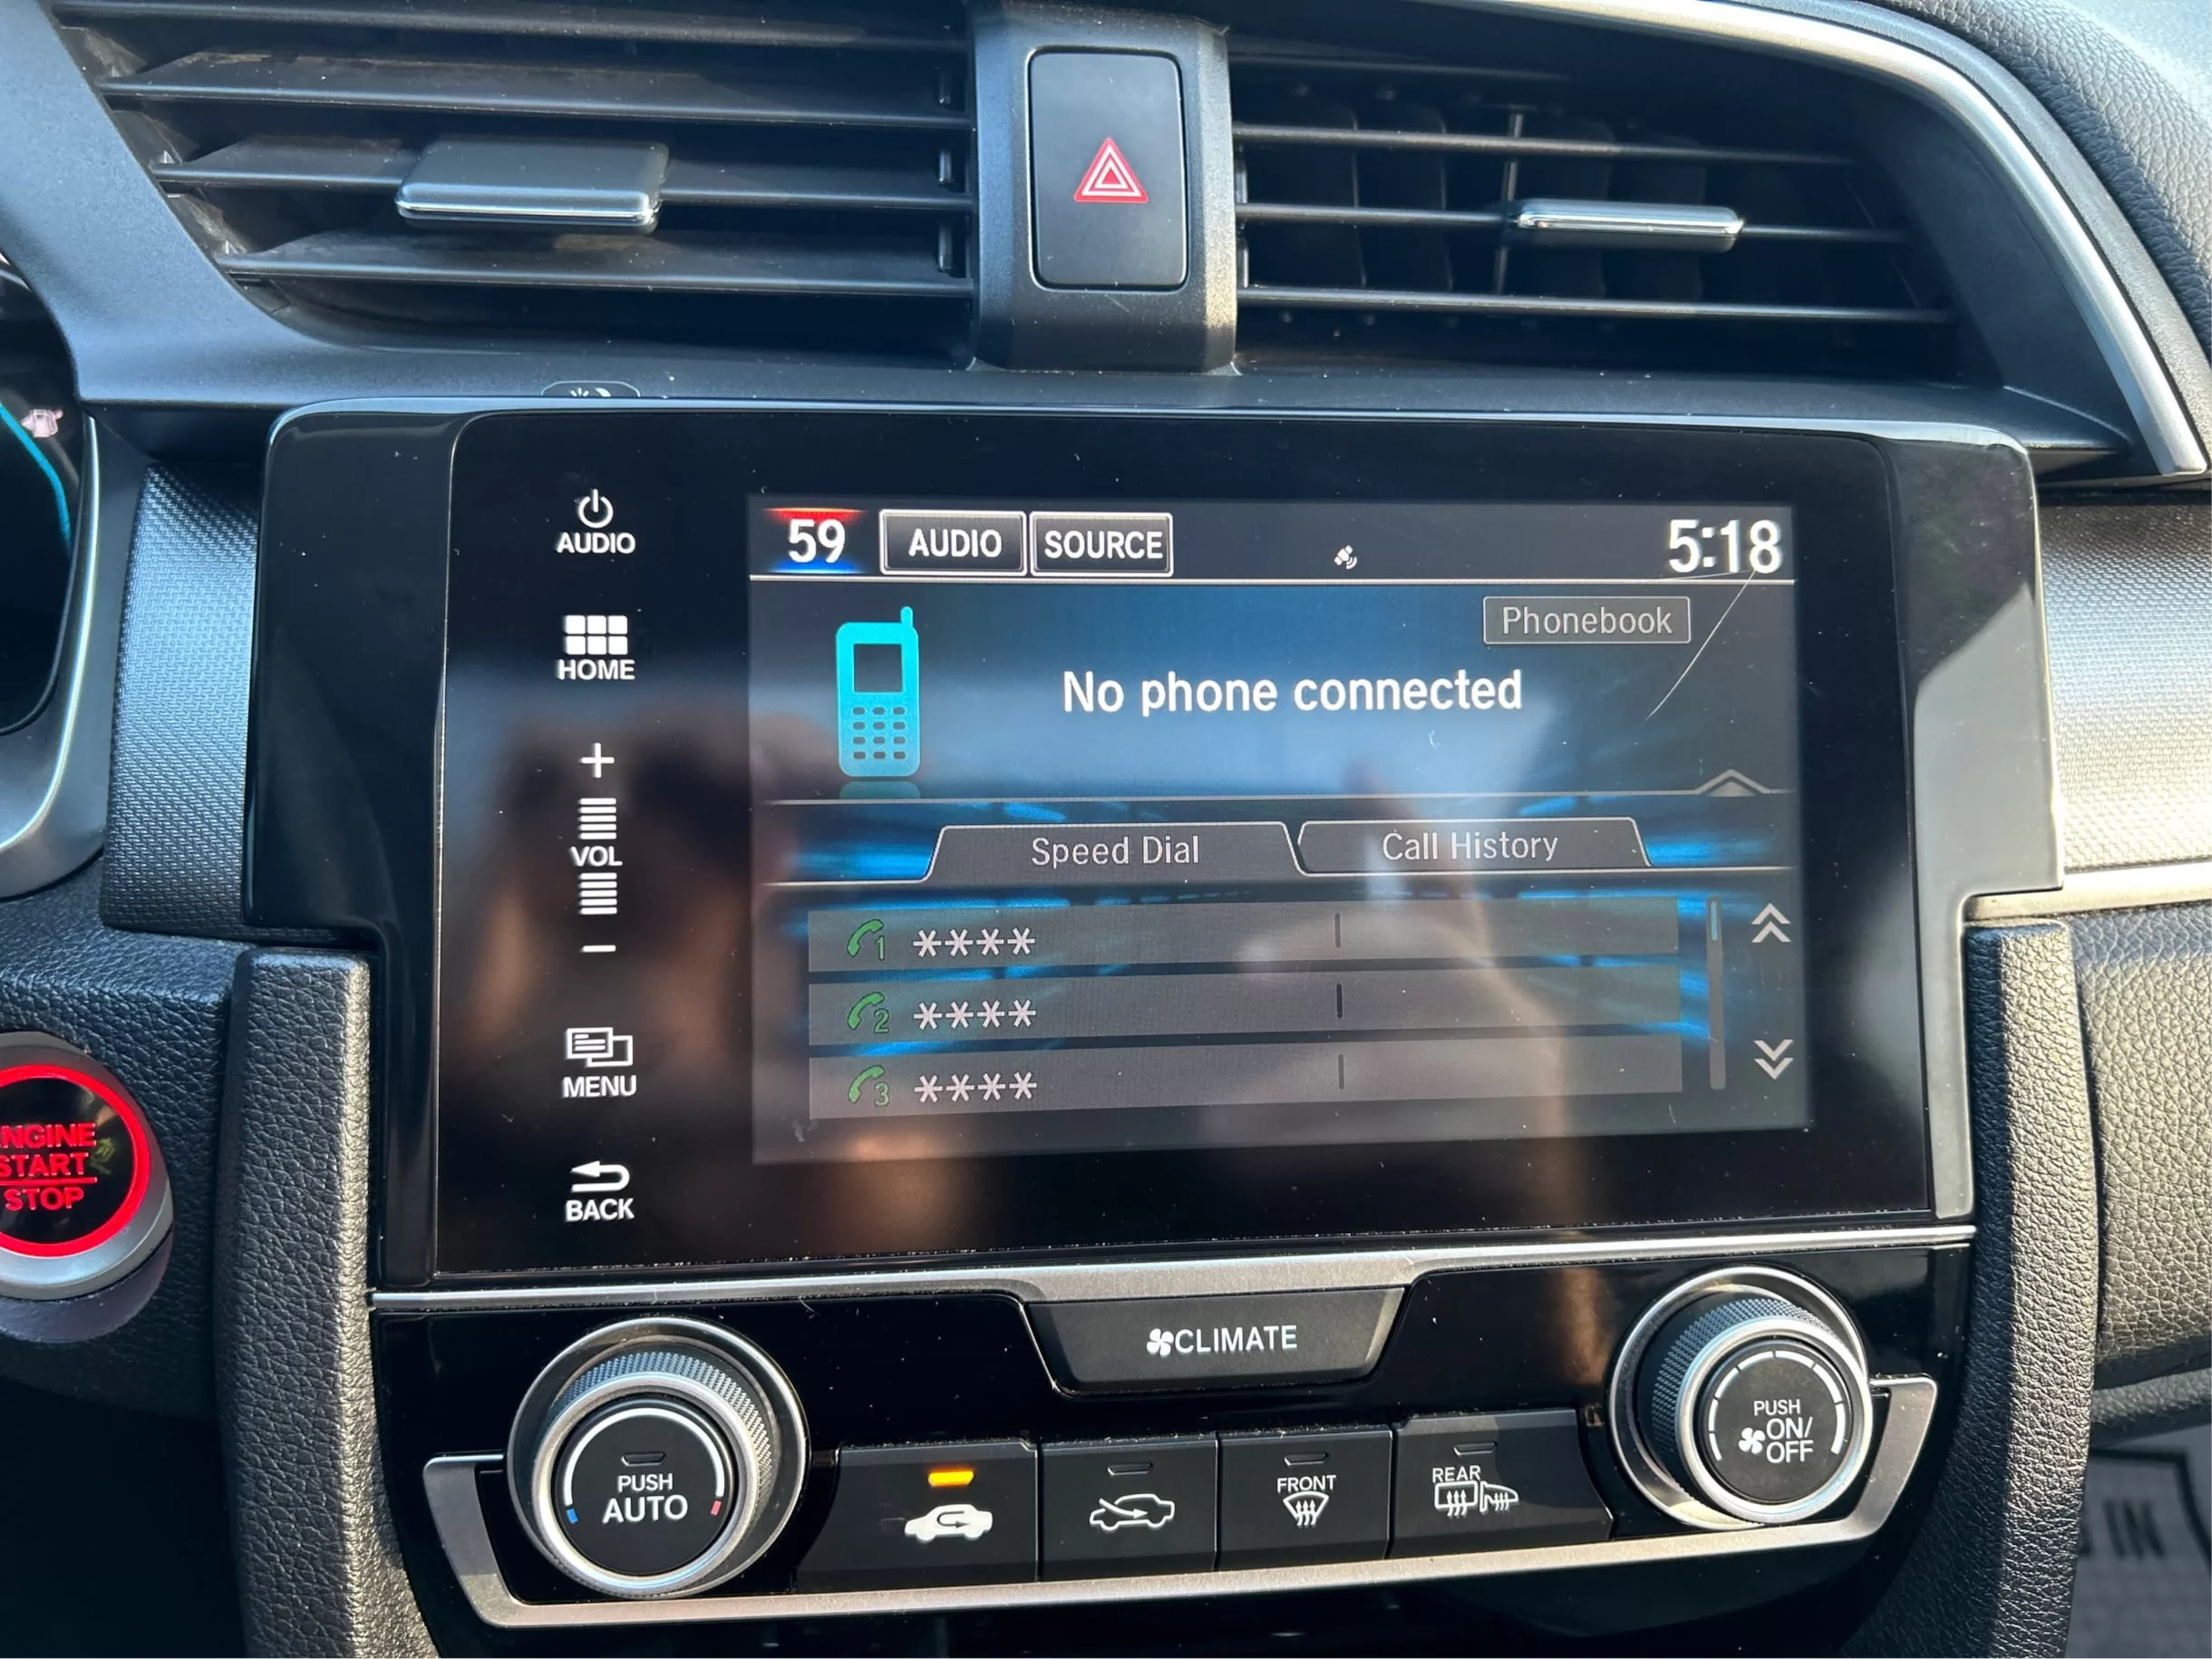 AUDIO
HOME
+
VOL
−
MENU
BACK
59 AUDIO SOURCE 5:18
Phonebook
No phone connected
Speed Dial Call History
1 ****
2 ****
3 ****
START
STOP
CLIMATE
PUSH
AUTO
FRONT
REAR
PUSH
ON/
OFF
IN